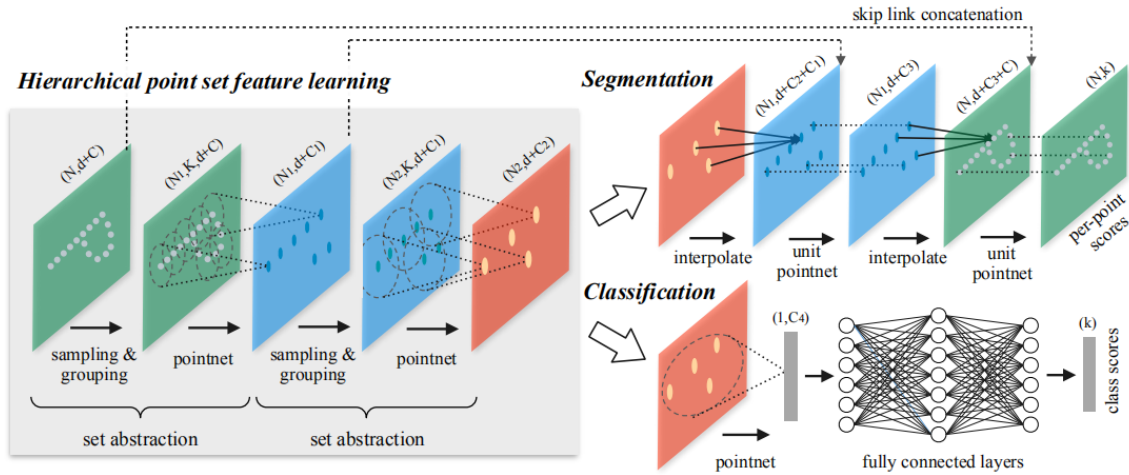 skip link concatenation
Hierarchical point set feature learning
(N,d+C)
(N1,K,d+C)
(N1,d+C1)
(N2,K,d+C1)
(N2,d+C2)
sampling &
grouping
pointnet
sampling &
grouping
pointnet
set abstraction
set abstraction
Segmentation
(N1,d+C2+C1)
(N1,d+C3)
(N,d+C3+C)
(N,k)
interpolate
unit
pointnet
interpolate
unit
pointnet
per-point
scores
Classification
(1,C4)
(k)
class scores
pointnet
fully connected layers